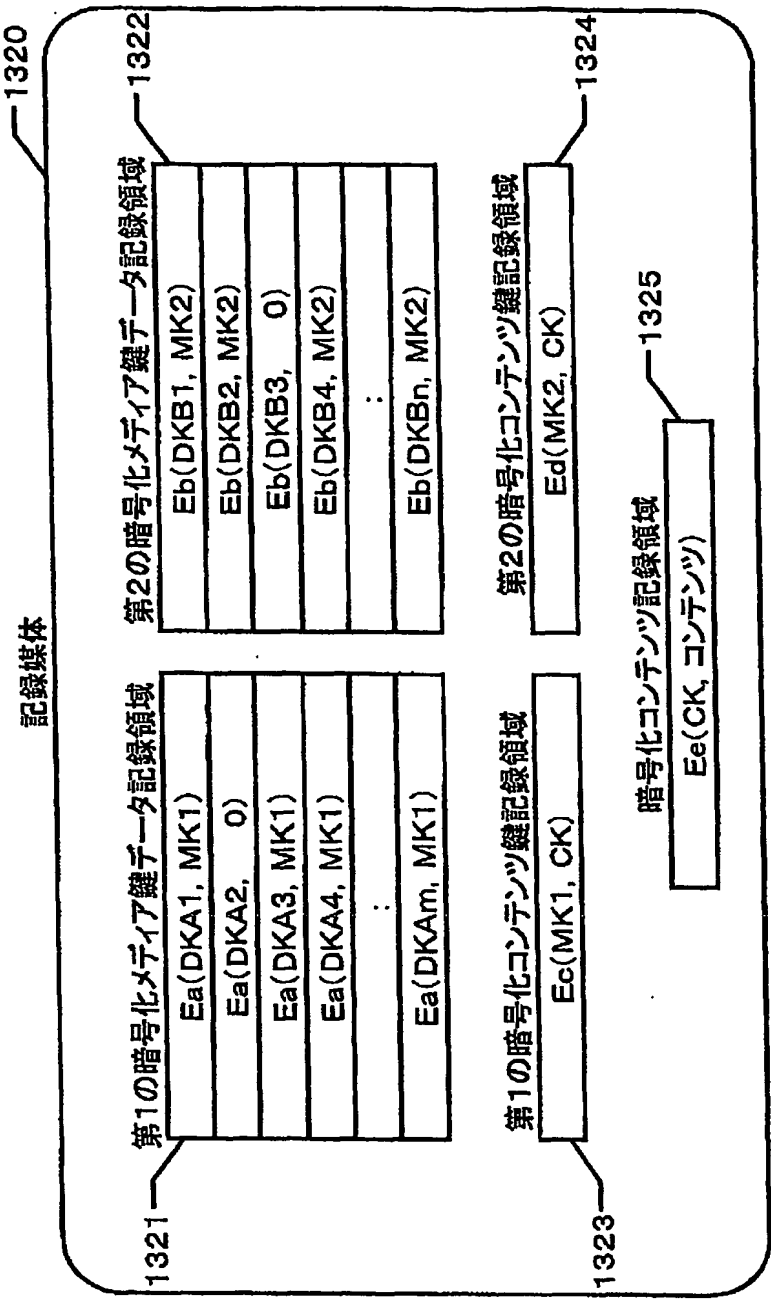 記録媒体
1320
第1の暗号化メディア鍵データ記録領域
1321
Ea(DKA1, MK1)
Ea(DKA2, 0)
Ea(DKA3, MK1)
Ea(DKA4, MK1)
:
Ea(DKAm, MK1)
第2の暗号化メディア鍵データ記録領域
1322
Eb(DKB1, MK2)
Eb(DKB2, MK2)
Eb(DKB3, 0)
Eb(DKB4, MK2)
:
Eb(DKBn, MK2)
第1の暗号化コンテンツ鍵記録領域
1323
Ec(MK1, CK)
第2の暗号化コンテンツ鍵記録領域
1324
Ed(MK2, CK)
暗号化コンテンツ記録領域
1325
Ee(CK, コンテンツ)